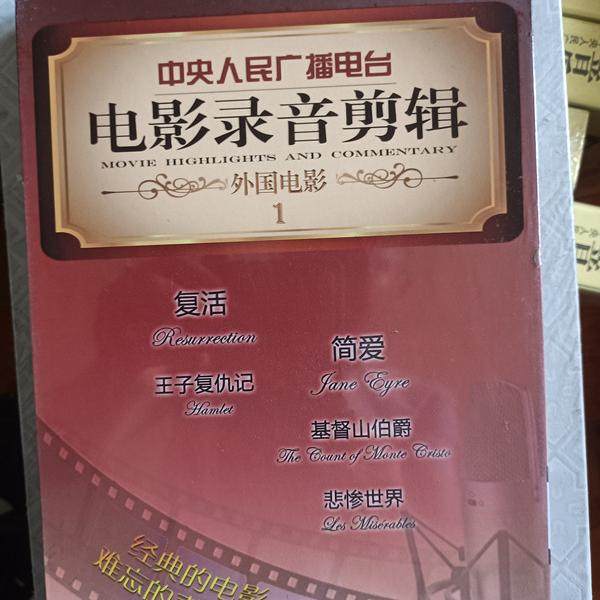 中央人民广播电台
电影录音剪辑
MOVIE HIGHLIGHTS AND COMMENTARY
外国电影
1
复活
Resurrection
简爱
Jane Eyre
王子复仇记
Hamlet
基督山伯爵
The Count of Monte Cristo
悲惨世界
Les Misérables
经典的电影
难忘的